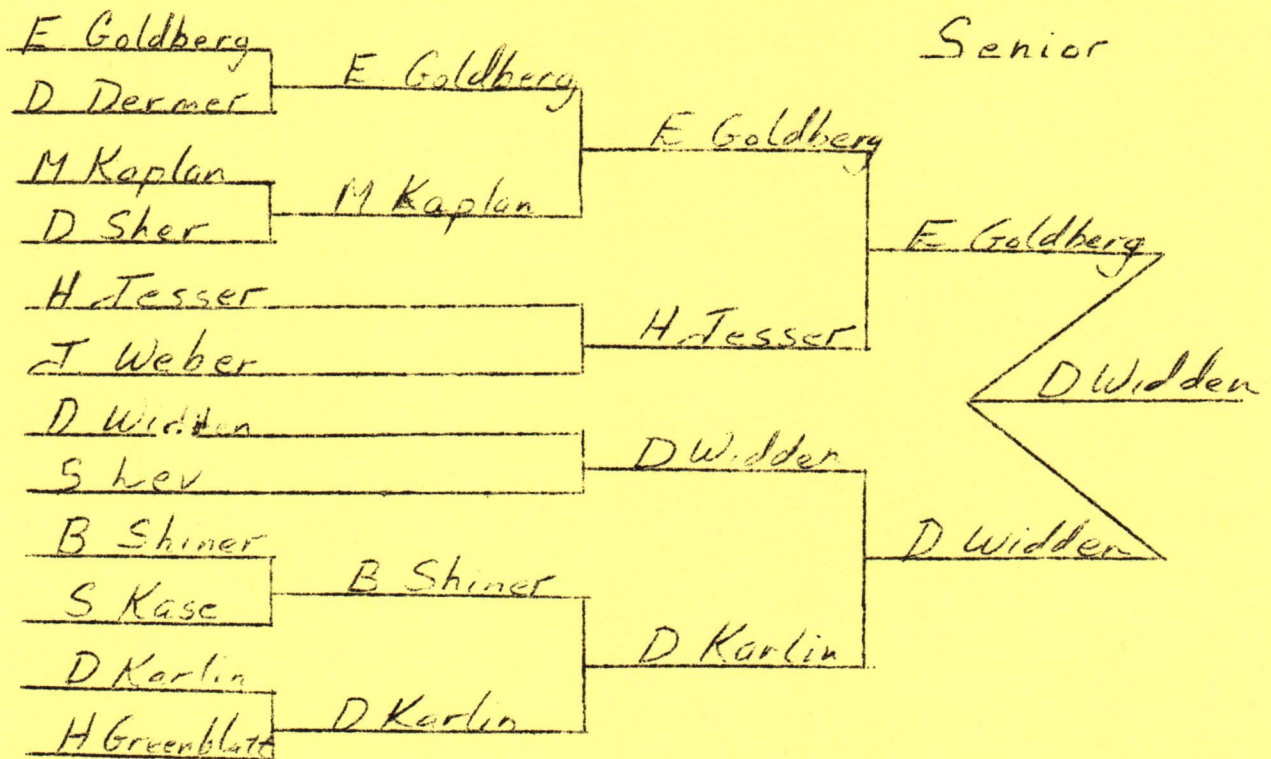 Senior
E Goldberg
D Dermer
M Kaplan
D Sher
H Tesser
J Weber
D Widden
S Lev
B Shiner
S Kase
D Karlin
H Greenblatt
E Goldberg
M Kaplan
B Shiner
D Karlin
E Goldberg
H Tesser
D Widden
D Karlin
E Goldberg
D Widden
D Widden